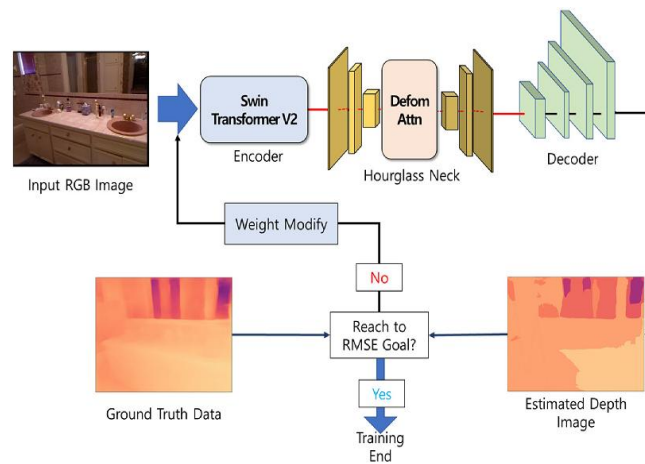 Swin
Transformer V2
Encoder
Defom
Attn
Hourglass Neck
Decoder
Input RGB Image
Weight Modify
No
Reach to
RMSE Goal?
Yes
Training
End
Ground Truth Data
Estimated Depth
Image